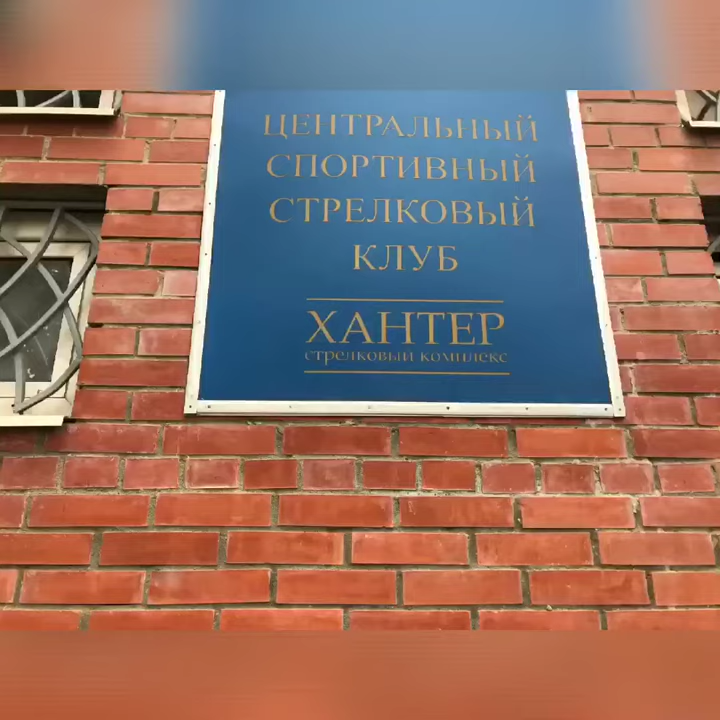 ЦЕНТРАЛЬНЫЙ
СПОРТИВНЫЙ
СТРЕЛКОВЫЙ
КЛУБ
ХАНТЕР
СТРЕЛКОВЫЙ КОМПЛЕКС